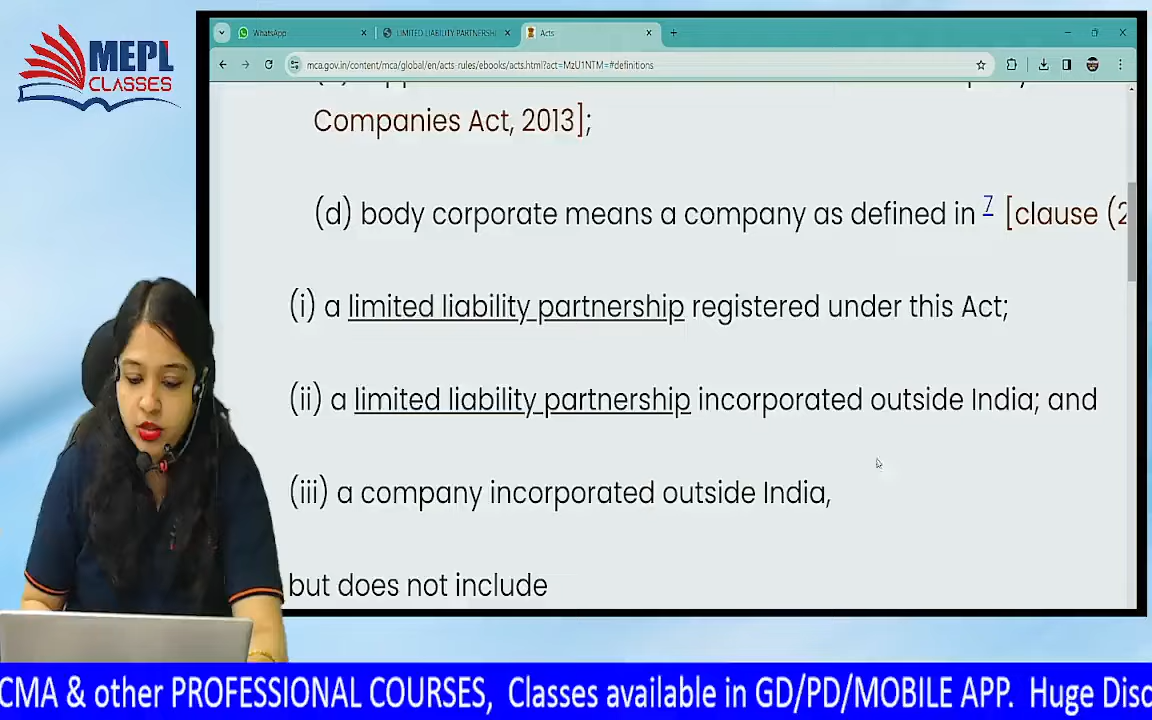 MEPL
CLASSES
WhatsApp
LIMITED LIABILITY PARTNERSHI
Acts
mca.gov.in/content/mca/global/en/acts-rules/ebooks/acts.html?act=MzU1NTM=#definitions
Companies Act, 2013];
(d) body corporate means a company as defined in 7 [clause (2
(i) a limited liability partnership registered under this Act;
(ii) a limited liability partnership incorporated outside India; and
(iii) a company incorporated outside India,
but does not include
CMA & other PROFESSIONAL COURSES, Classes available in GD/PD/MOBILE APP. Huge Disc